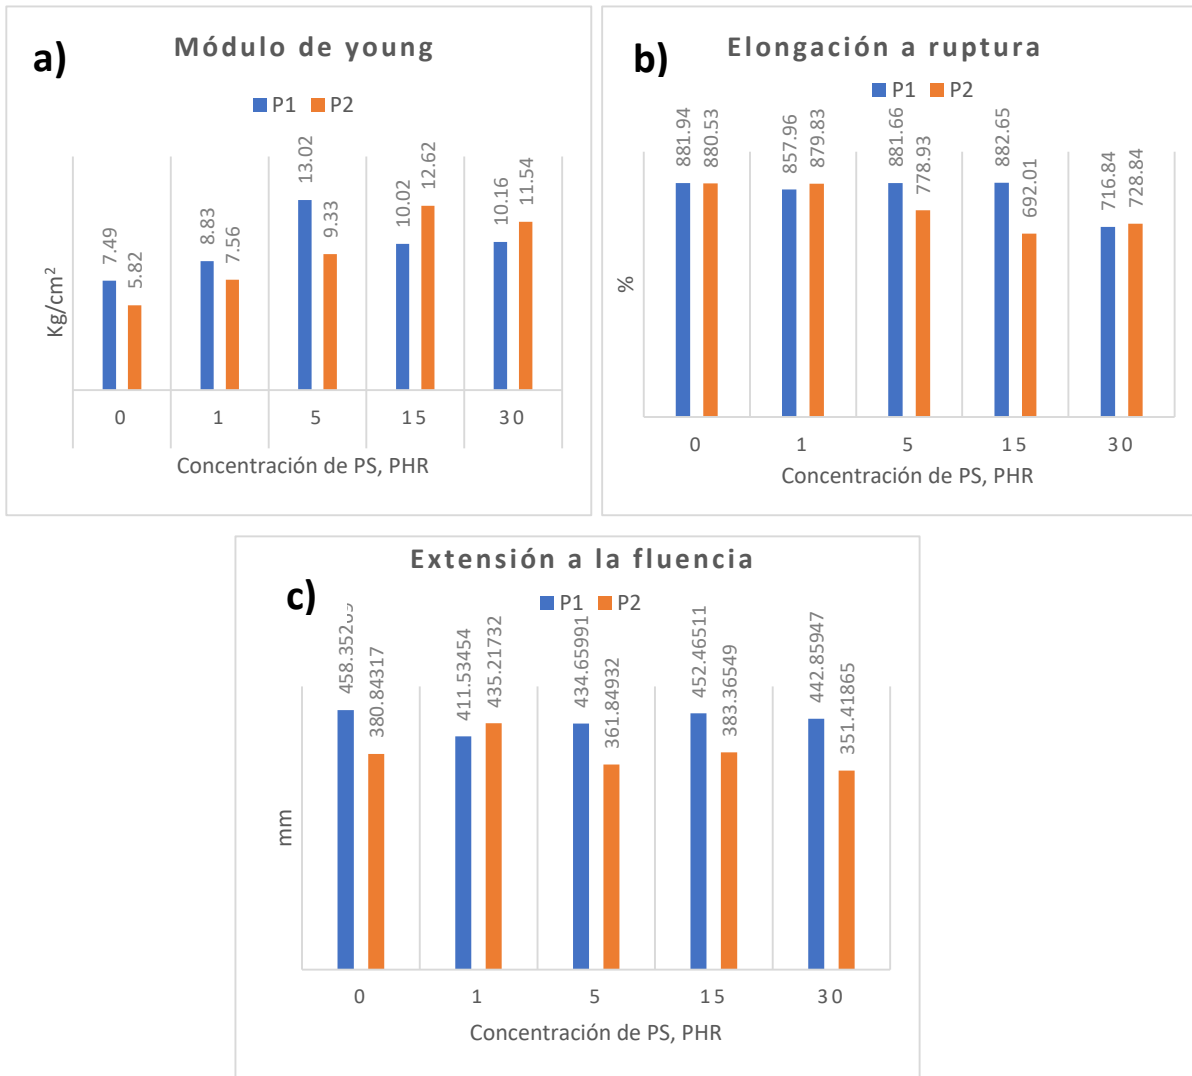 a)
Módulo de young
P1 P2
7.49
5.82
8.83
7.56
13.02
9.33
10.02
12.62
10.16
11.54
Kg/cm²
0 1 5 15 30
Concentración de PS, PHR
b)
Elongación a ruptura
P1 P2
881.94
880.53
857.96
879.83
881.66
778.93
882.65
692.01
716.84
728.84
%
0 1 5 15 30
Concentración de PS, PHR
c)
Extensión a la fluencia
P1 P2
380.84317
411.53454
435.21732
434.65991
361.84932
452.46511
383.36549
442.85947
351.41865
mm
0 1 5 15 30
Concentración de PS, PHR